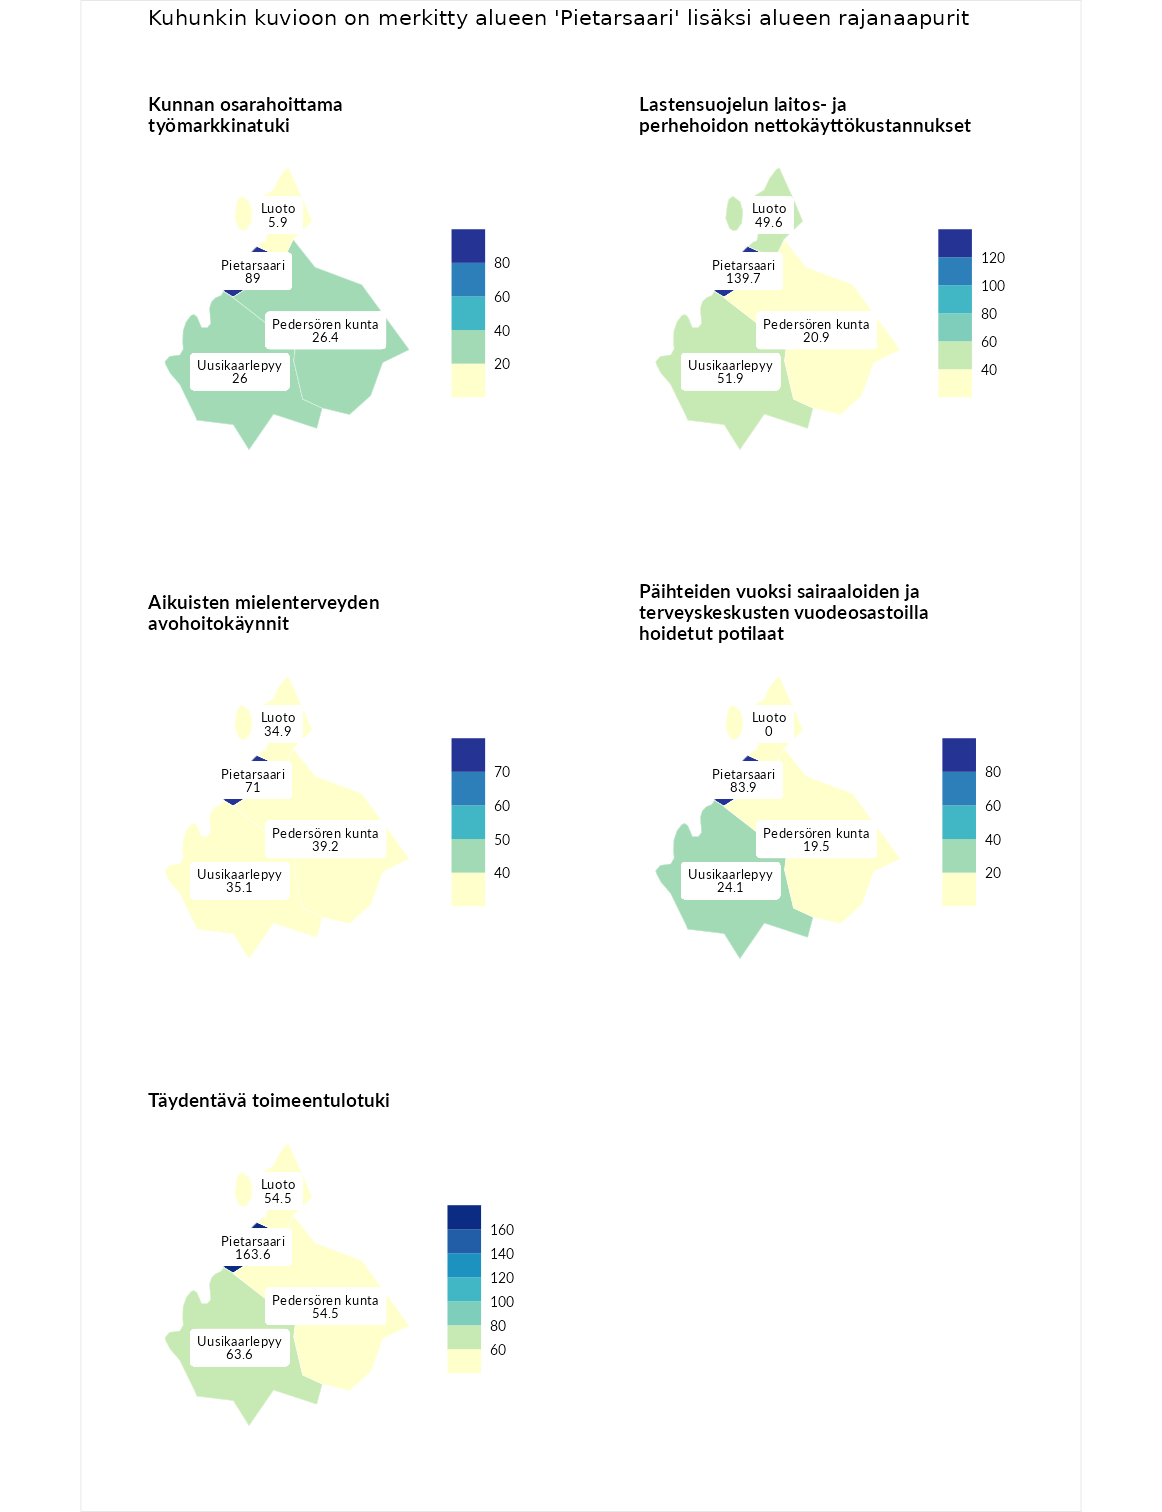 Kuhunkin kuvioon on merkitty alueen 'Pietarsaari' lisäksi alueen rajanaapurit
Kunnan osarahoittama
työmarkkinatuki
Luoto
5.9
Pietarsaari
89
Pedersören kunta
26.4
Uusikaarlepyy
26
80
60
40
20
Lastensuojelun laitos- ja
perhehoidon nettokäyttökustannukset
Luoto
49.6
Pietarsaari
139.7
Pedersören kunta
20.9
Uusikaarlepyy
51.9
120
100
80
60
40
Aikuisten mielenterveyden
avohoitokäynnit
Luoto
34.9
Pietarsaari
71
Pedersören kunta
39.2
Uusikaarlepyy
35.1
70
60
50
40
Päihteiden vuoksi sairaaloiden ja
terveyskeskusten vuodeosastoilla
hoidetut potilaat
Luoto
0
Pietarsaari
83.9
Pedersören kunta
19.5
Uusikaarlepyy
24.1
80
60
40
20
Täydentävä toimeentulotuki
Luoto
54.5
Pietarsaari
163.6
Pedersören kunta
54.5
Uusikaarlepyy
63.6
160
140
120
100
80
60